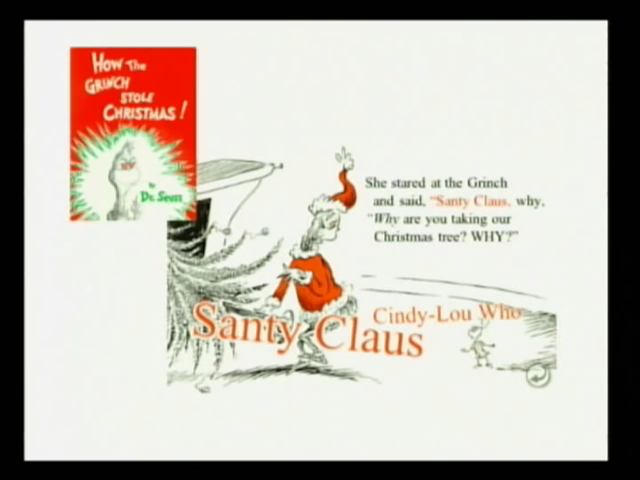 HOW THE
GRINCH
STOLE
CHRISTMAS!
by
Dr. Seuss
She stared at the Grinch
and said, "Santy Claus, why,
"Why are you taking our
Christmas tree? WHY?"
Cindy-Lou Who
Santy Claus